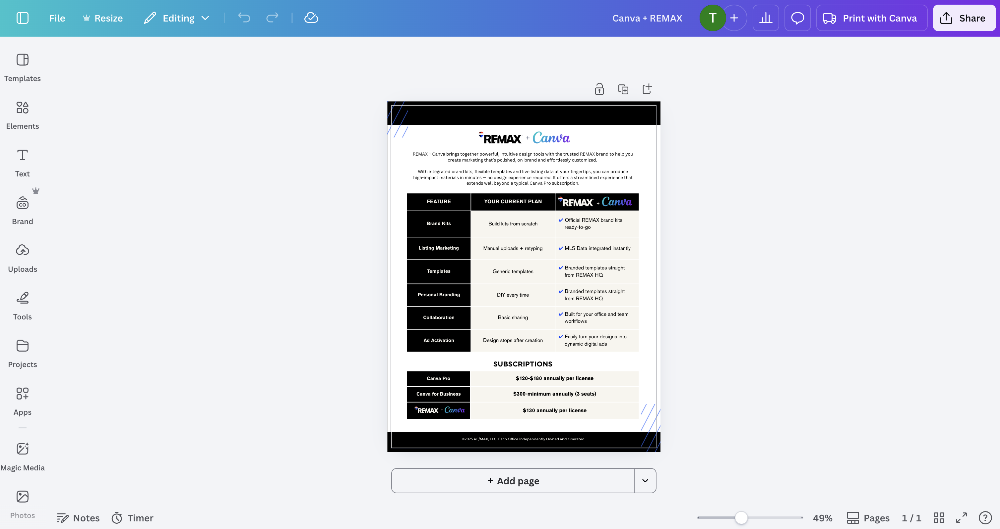 File
Resize
Editing
Canva + REMAX
T
Print with Canva
Share
Templates
Elements
Text
CO
Brand
Uploads
Tools
Projects
Apps
Magic Media
Photos
REMAX + Canva
REMAX + Canva brings together powerful, intuitive design tools with the trusted REMAX brand to help you
create marketing that's polished, on-brand and effortlessly customized.
With integrated brand kits, flexible templates and live listing data at your fingertips, you can produce
high-impact materials in minutes — no design experience required. It offers a streamlined experience that
extends well beyond a typical Canva Pro subscription.
FEATURE YOUR CURRENT PLAN REMAX + Canva
Brand Kits
Build kits from scratch
✔ Official REMAX brand kits
ready-to-go
Listing Marketing
Manual uploads + retyping
✔ MLS Data integrated instantly
Templates
Generic templates
✔ Branded templates straight
from REMAX HQ
Personal Branding
DIY every time
✔ Branded templates straight
from REMAX HQ
Collaboration
Basic sharing
✔ Built for your office and team
workflows
Ad Activation
Design stops after creation
✔ Easily turn your designs into
dynamic digital ads
SUBSCRIPTIONS
Canva Pro $120-$180 annually per license
Canva for Business $300-minimum annually (3 seats)
REMAX + Canva $130 annually per license
©2025 RE/MAX, LLC. Each Office Independently Owned and Operated.
+ Add page
Notes
Timer
49%
Pages
1 / 1
?